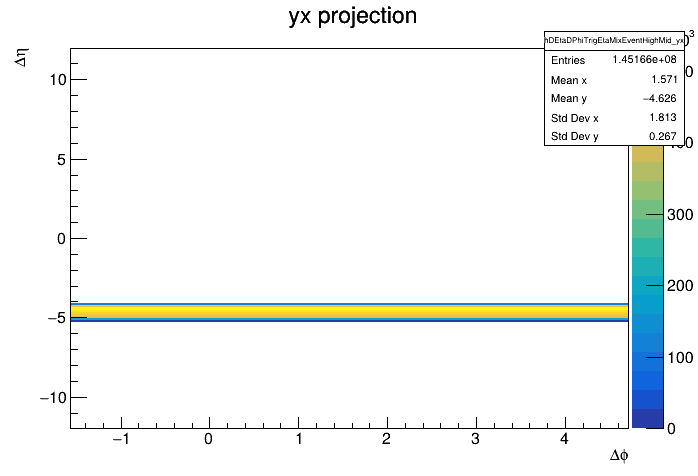 yx projection
hDEtaDPhiTrigEtaMixEventHighMid_yx
Entries 1.45166e+08
Mean x 1.571
Mean y −4.626
Std Dev x 1.813
Std Dev y 0.267
Δη
10
5
0
−5
−10
−1 0 1 2 3 4
Δϕ
300
200
100
0